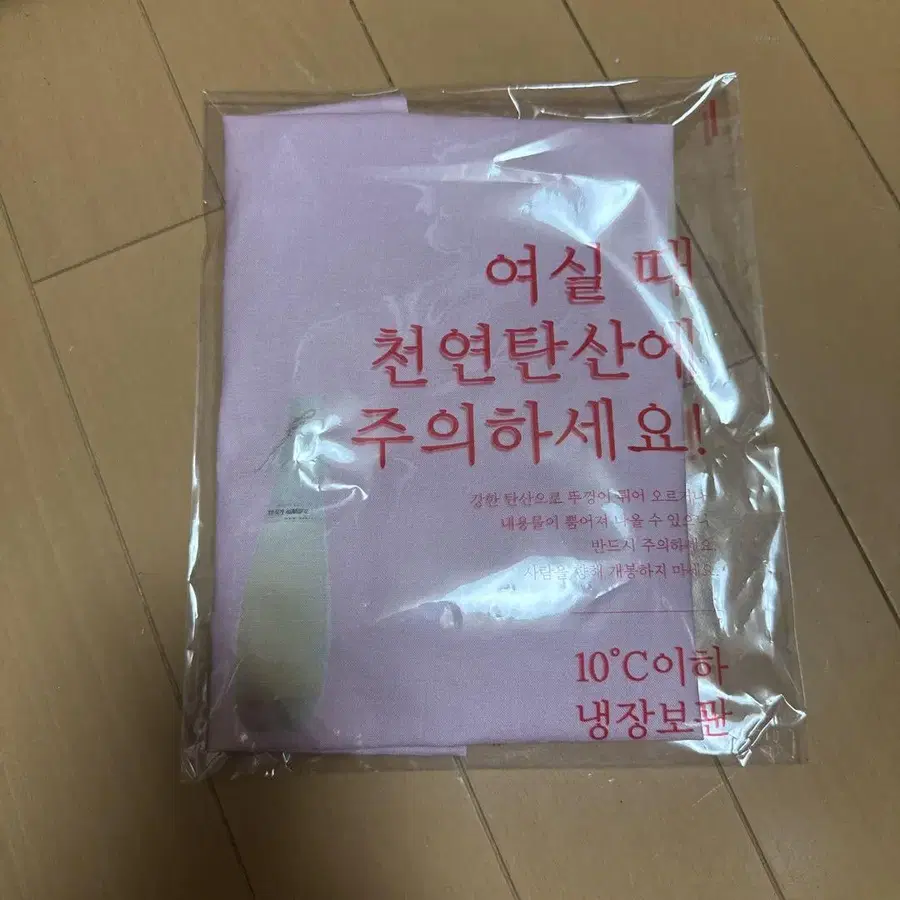 여실 때
천연탄산에
주의하세요!
강한 탄산으로 뚜껑이 튀어 오르거나
내용물이 뿜어져 나올 수 있으니
반드시 주의하세요.
사람을 향해 개봉하지 마세요.
10°C이하
냉장보관